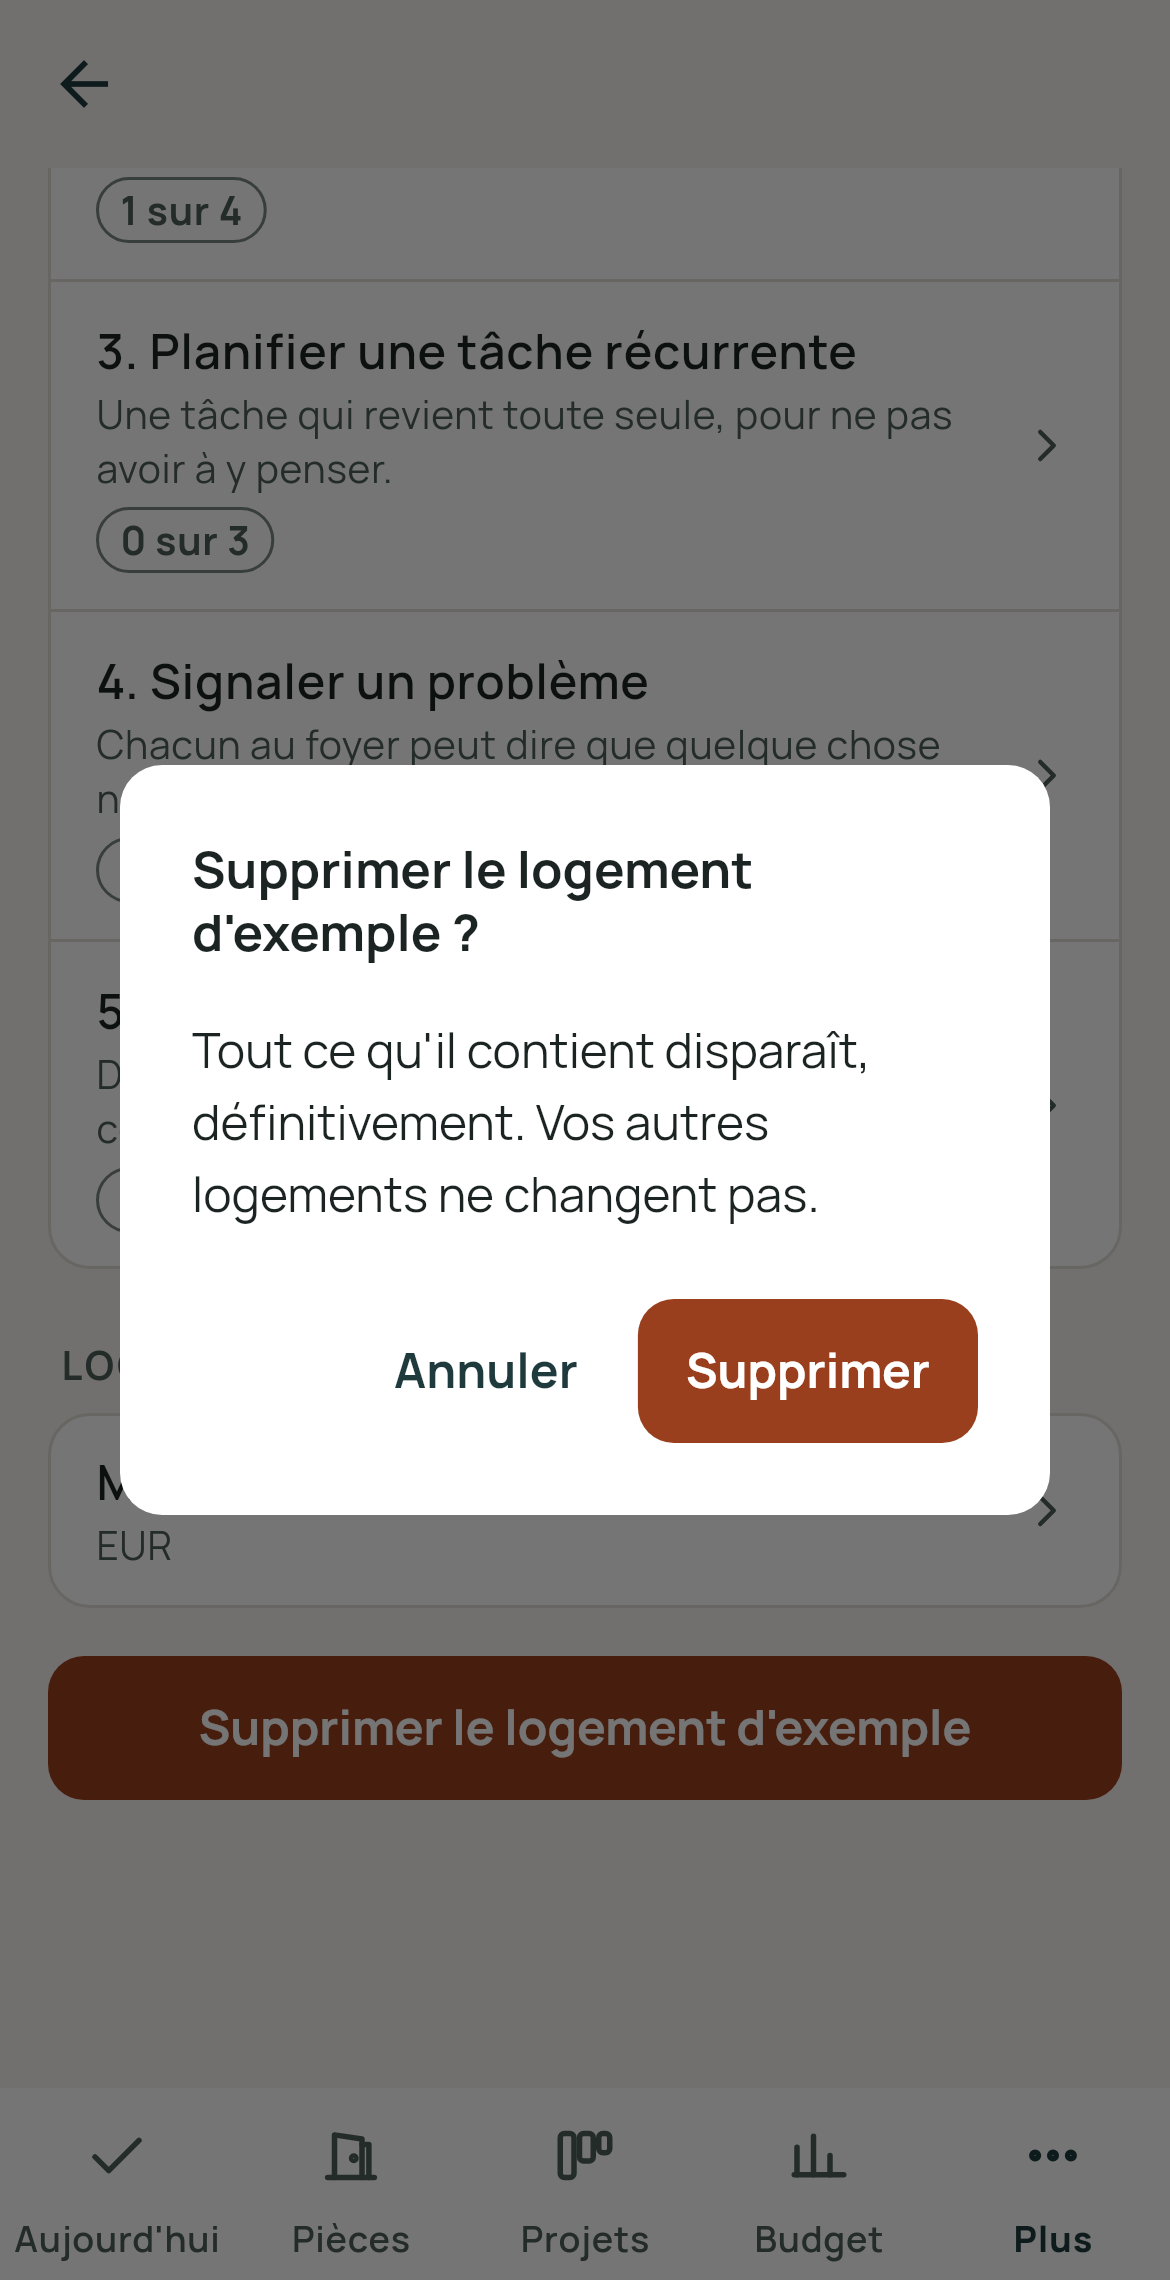 1 sur 4
3. Planifier une tâche récurrente
Une tâche qui revient toute seule, pour ne pas
avoir à y penser.
0 sur 3
4. Signaler un problème
Chacun au foyer peut dire que quelque chose
Supprimer le logement
d'exemple ?
Tout ce qu'il contient disparaît,
définitivement. Vos autres
logements ne changent pas.
Annuler
Supprimer
EUR
Supprimer le logement d'exemple
Aujourd'hui
Pièces
Projets
Budget
Plus